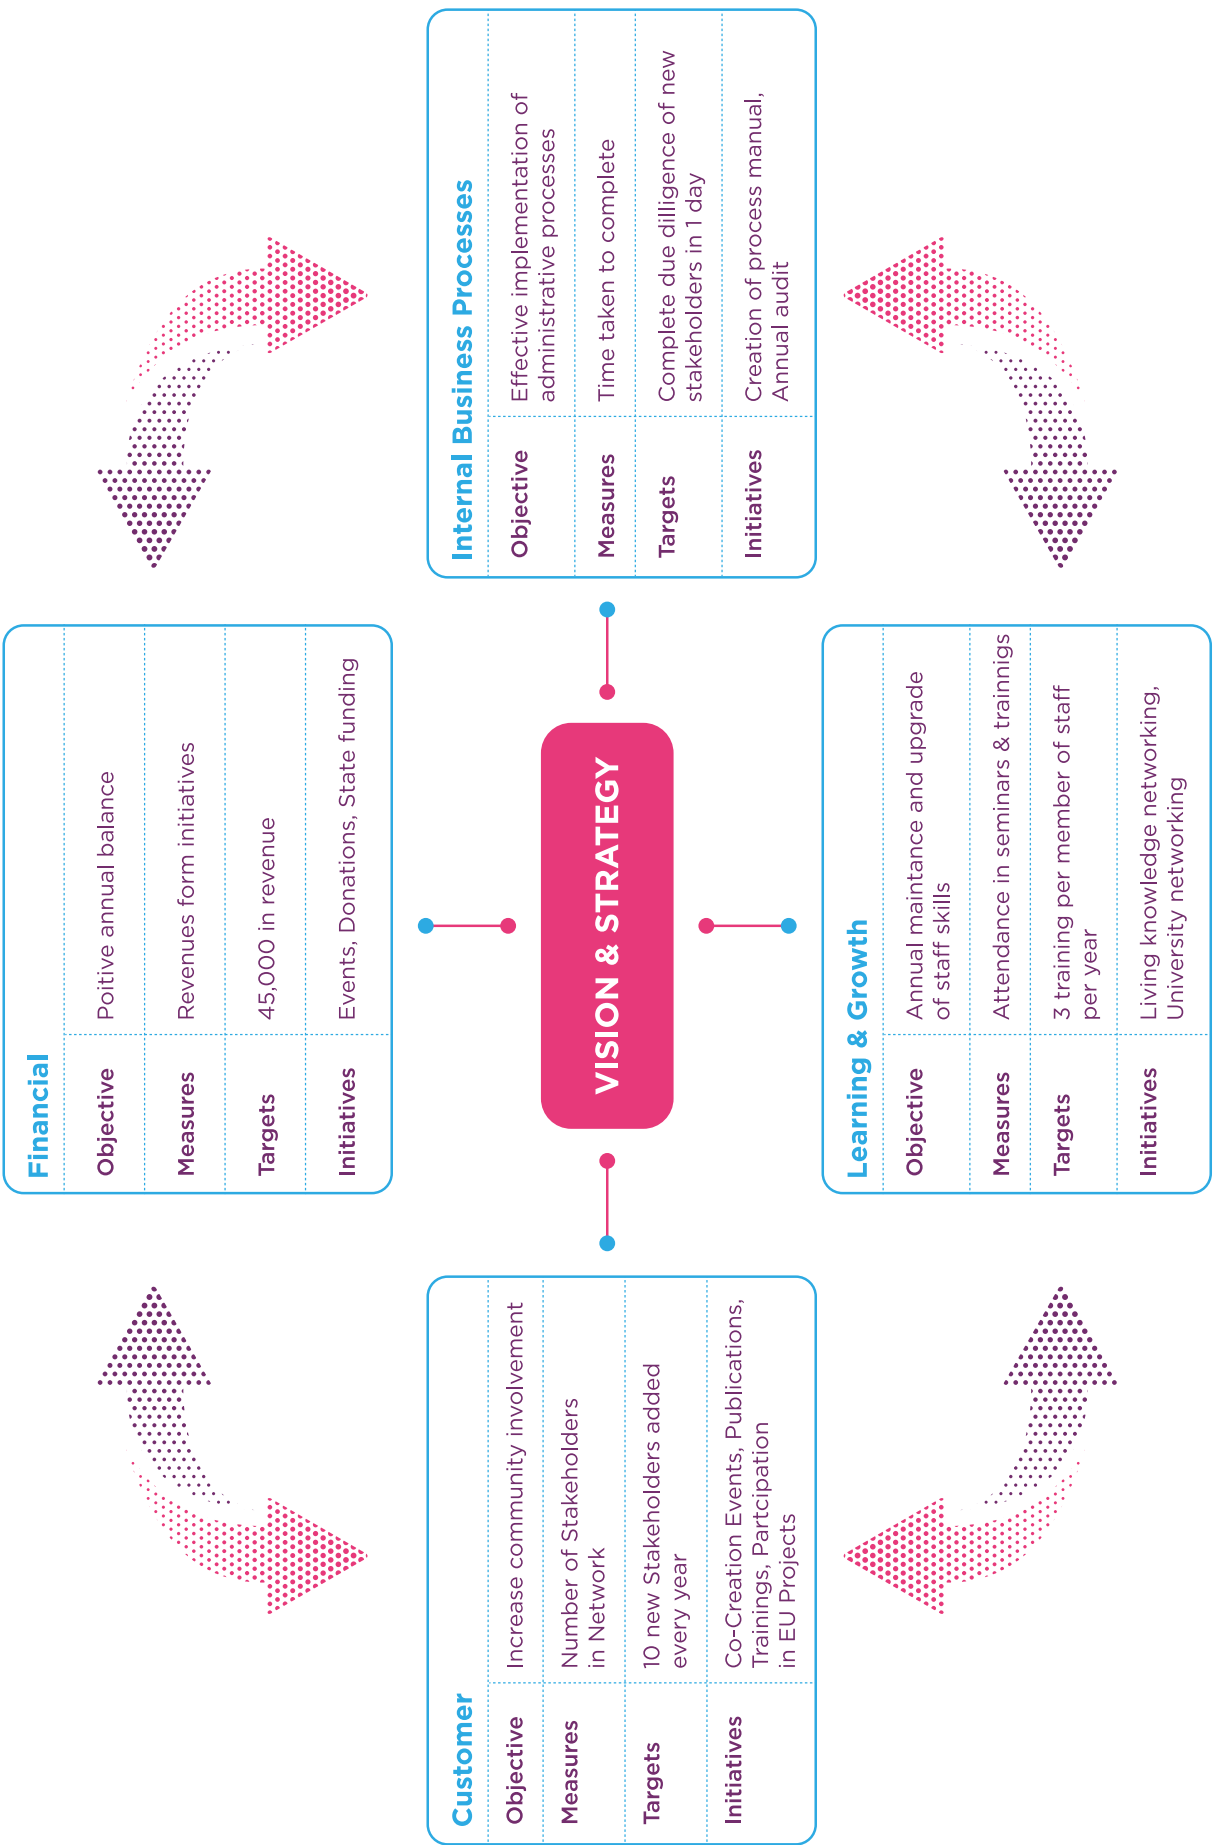 Financial
Objective
Poitive annual balance
Measures
Revenues form initiatives
Targets
45,000 in revenue
Initiatives
Events, Donations, State funding
Customer
Objective
Increase community involvement
Measures
Number of Stakeholders
in Network
Targets
10 new Stakeholders added
every year
Initiatives
Co-Creation Events, Publications,
Trainings, Partcipation
in EU Projects
VISION & STRATEGY
Internal Business Processes
Objective
Effective implementation of
administrative processes
Measures
Time taken to complete
Targets
Complete due dilligence of new
stakeholders in 1 day
Initiatives
Creation of process manual,
Annual audit
Learning & Growth
Objective
Annual maintance and upgrade
of staff skills
Measures
Attendance in seminars & trainnigs
Targets
3 training per member of staff
per year
Initiatives
Living knowledge networking,
University networking